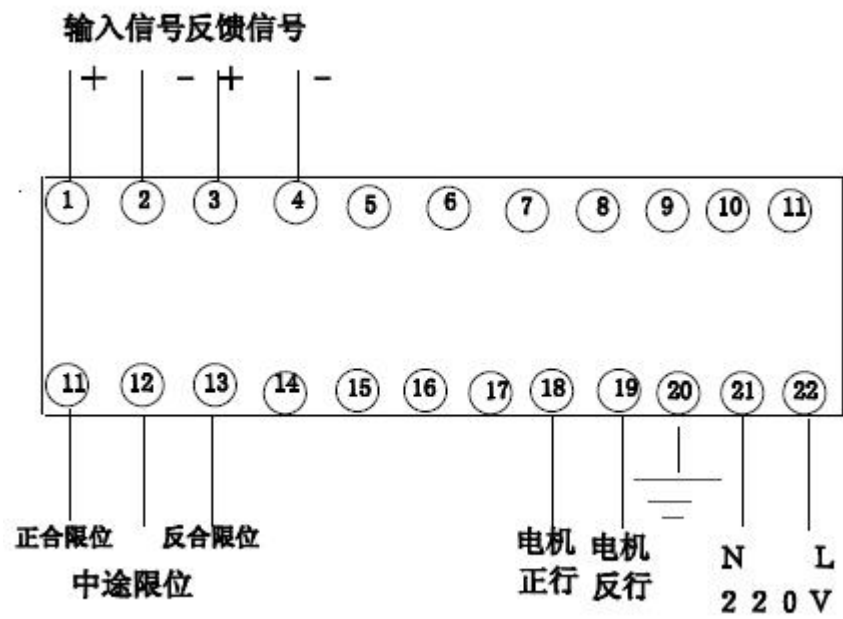 输入信号反馈信号
+ - + -
1 2 3 4 5 6 7 8 9 10 11
11 12 13 14 15 16 17 18 19 20 21 22
正合限位 反合限位
中途限位
电机 电机
正行 反行
N L
220V